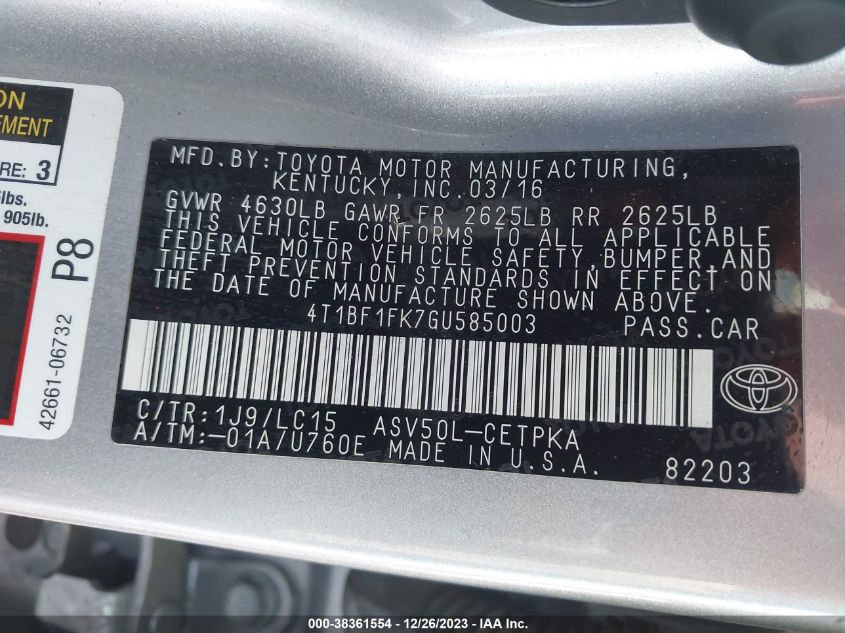 ON
EMENT
RE: 3
lbs.
905lb.
P8
42661-06732
MFD.BY:TOYOTA MOTOR MANUFACTURING,
KENTUCKY, INC.03/16
GVWR 4630LB GAWR FR 2625LB RR 2625LB
THIS VEHICLE CONFORMS TO ALL APPLICABLE
FEDERAL MOTOR VEHICLE SAFETY,BUMPER,AND
THEFT PREVENTION STANDARDS IN EFFECT ON
THE DATE OF MANUFACTURE SHOWN ABOVE.
4T1BF1FK7GU585003 PASS.CAR
C/TR:1J9/LC15 ASV50L-CETPKA
A/TM:-01A/U760E MADE IN U.S.A.
82203
000-38361554 - 12/26/2023 - IAAI - Copart - IAAI Inc.